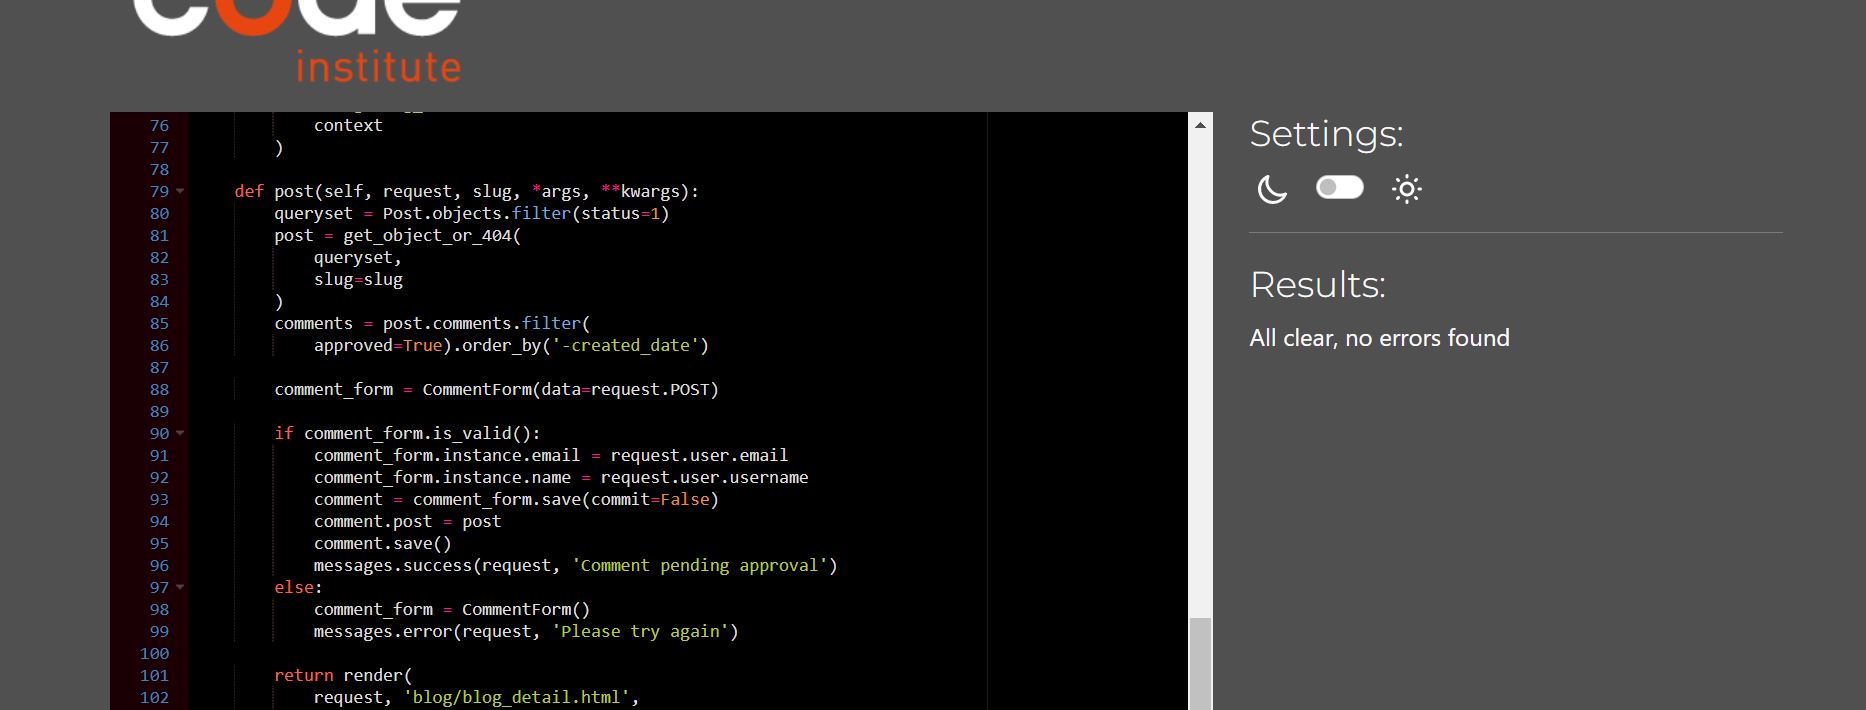 code
institute
76 context
77 )
78
79 def post(self, request, slug, *args, **kwargs):
80 queryset = Post.objects.filter(status=1)
81 post = get_object_or_404(
82 queryset,
83 slug=slug
84 )
85 comments = post.comments.filter(
86 approved=True).order_by('-created_date')
87
88 comment_form = CommentForm(data=request.POST)
89
90 if comment_form.is_valid():
91 comment_form.instance.email = request.user.email
92 comment_form.instance.name = request.user.username
93 comment = comment_form.save(commit=False)
94 comment.post = post
95 comment.save()
96 messages.success(request, 'Comment pending approval')
97 else:
98 comment_form = CommentForm()
99 messages.error(request, 'Please try again')
100
101 return render(
102 request, 'blog/blog_detail.html',
Settings:
Results:
All clear, no errors found